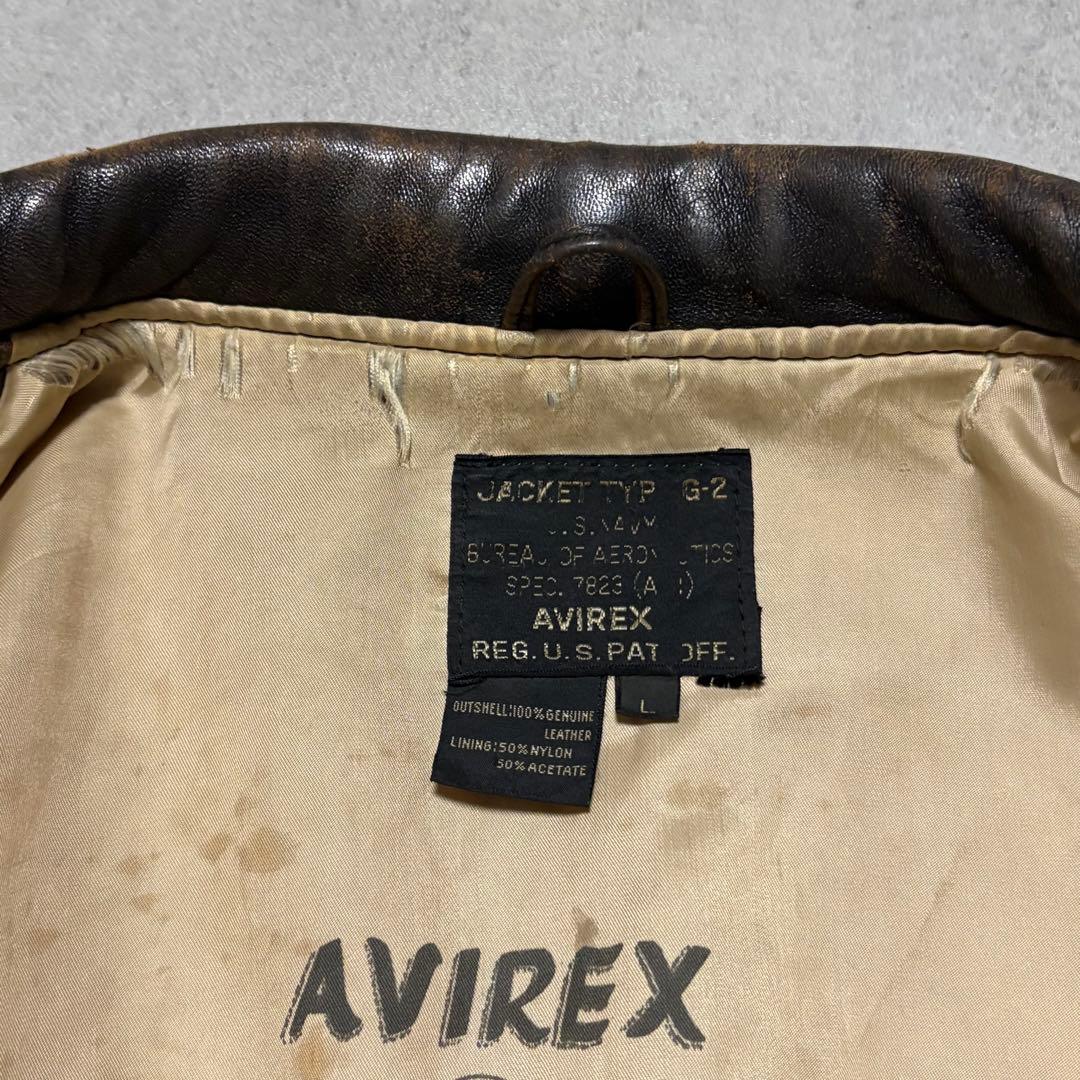 JACKET TYP G-2
U.S. NAVY
BUREAU OF AERONAUTICS
SPEC. 7823 (A
AVIREX
REG. U.S. PAT OFF.
L
OUTSHELL:100% GENUINE
LEATHER
LINING:50% NYLON
50% ACETATE
AVIREX